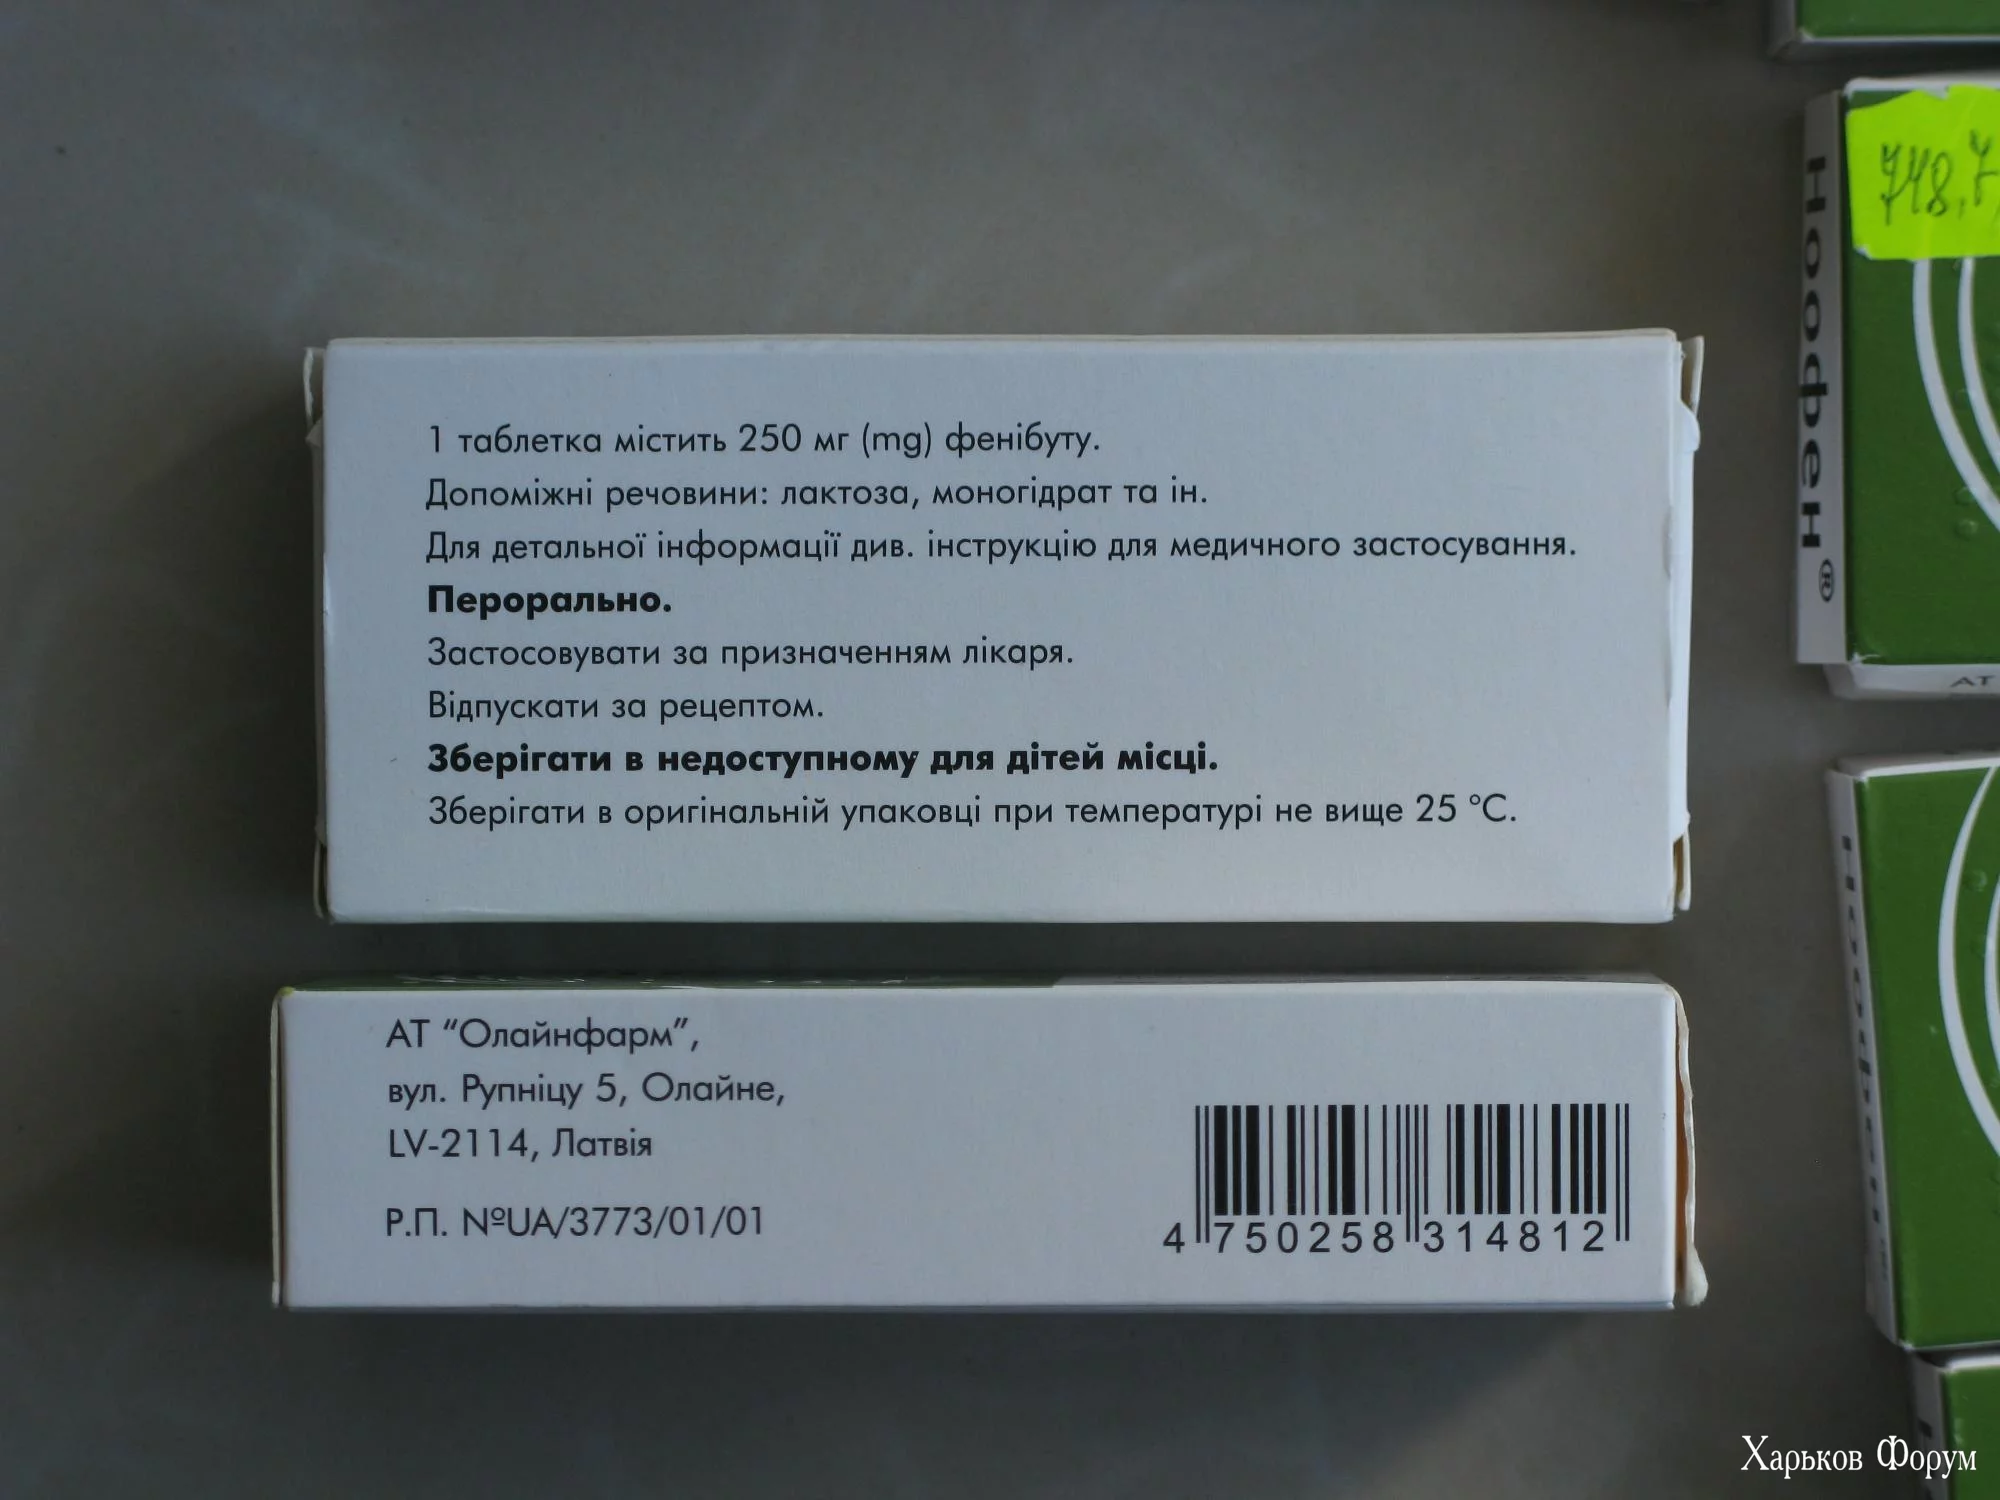 1 таблетка містить 250 мг (mg) фенібуту.
Допоміжні речовини: лактоза, моногідрат та ін.
Для детальної інформації див. інструкцію для медичного застосування.
Перорально.
Застосовувати за призначенням лікаря.
Відпускати за рецептом.
Зберігати в недоступному для дітей місці.
Зберігати в оригінальній упаковці при температурі не вище 25 °C.
АТ “Олайнфарм”,
вул. Рупніцу 5, Олайне,
LV-2114, Латвія
Р.П. №UA/3773/01/01
4 750258 314812
748,7
Ноофен®
АТ
Харьков Форум